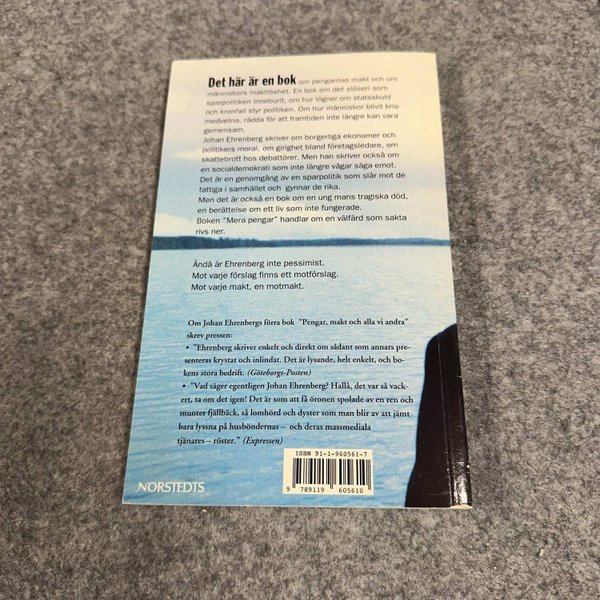 Det här är en bok om pengarnas makt och om
människors maktlöshet. En bok om det slöseri som
sparpolitiken inneburit, om hur lögner om statsskuld
och kronfall styr politiken. Om hur människor blivit kris-
medvetna, rädda för att framtiden inte längre kan vara
gemensam.
Johan Ehrenberg skriver om borgerliga ekonomer och
politikers moral, om girighet bland företagsledare, om
skattebrott hos debattörer. Men han skriver också om
en socialdemokrati som inte längre vågar säga emot.
Det är en genomgång av en sparpolitik som slår mot de
fattiga i samhället och gynnar de rika.
Men det är också en bok om en ung mans tragiska död,
en berättelse om ett liv som inte fungerade.
Boken "Mera pengar" handlar om en välfärd som sakta
rivs ner.
Ändå är Ehrenberg inte pessimist.
Mot varje förslag finns ett motförslag.
Mot varje makt, en motmakt.
Om Johan Ehrenbergs förra bok "Pengar, makt och alla vi andra"
skrev pressen:
• "Ehrenberg skriver enkelt och direkt om sådant som annars pre-
senteras krystat och inlindat. Det är lysande, helt enkelt, och bo-
kens stora bedrift. (Göteborgs-Posten)
• "Vad säger egentligen Johan Ehrenberg? Hallå, det var så vack-
ert, ta om det igen! Det är som att få öronen spolade av en ren och
munter fjällbäck, så lomhörd och dyster som man blir av att jämt
bara lyssna på husböndernas – och deras massmediala
tjänares – röster." (Expressen)
ISBN 91-1-960561-7
9 789119 605610
NORSTEDTS